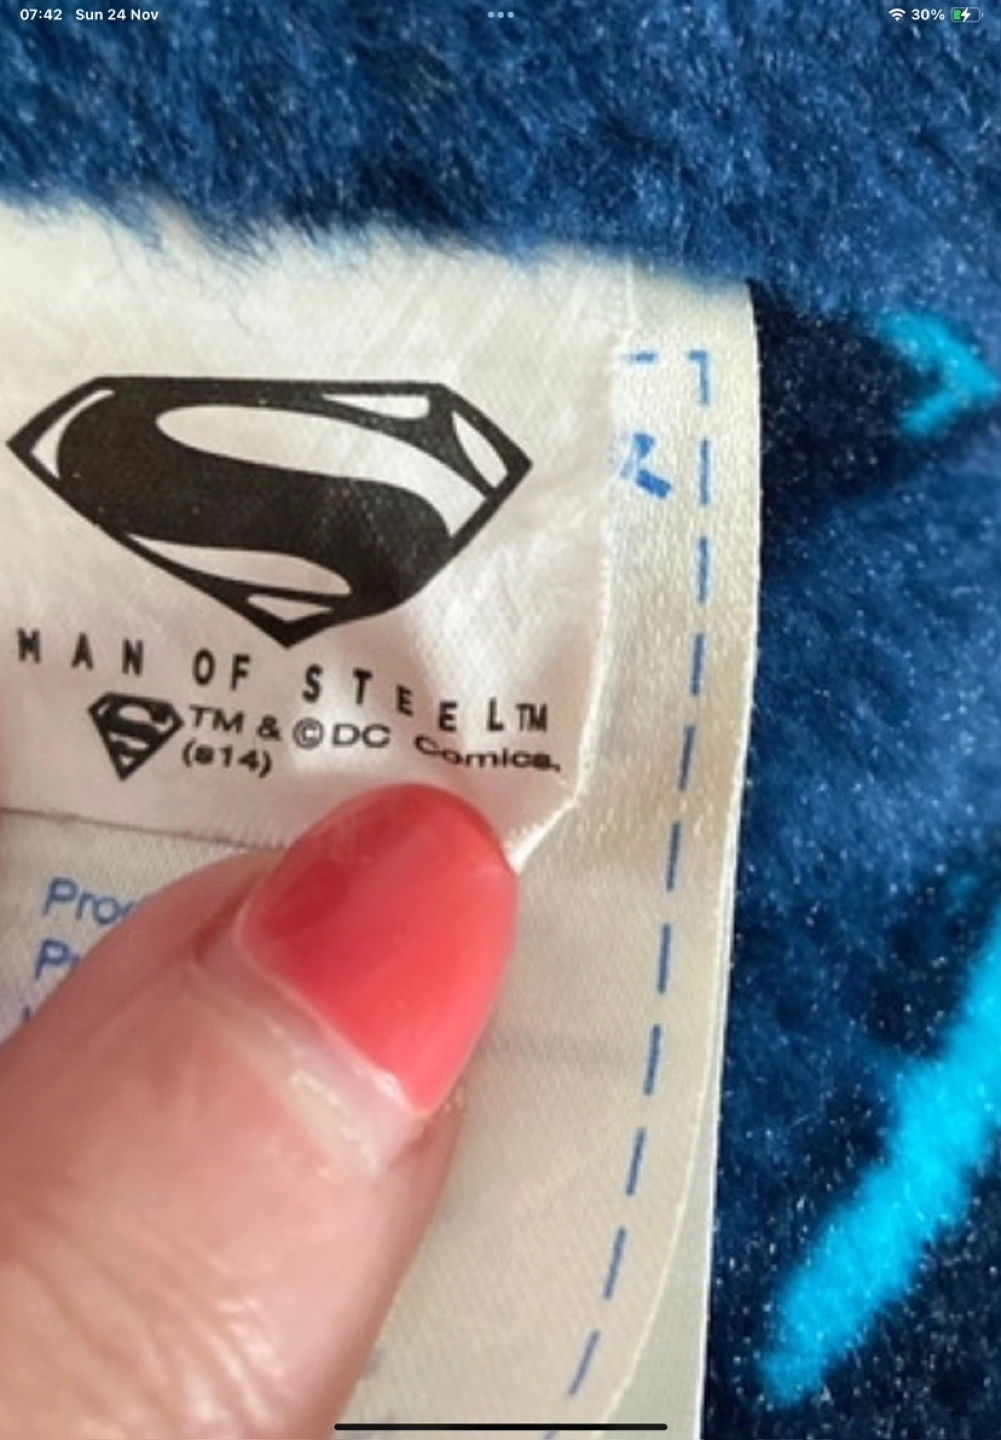 07:42 Sun 24 Nov
30%
MAN OF STEEL™
TM & © DC Comics.
(s14)